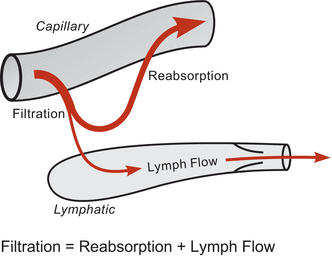 Capillary
Reabsorption
Filtration
Lymph Flow
Lymphatic
Filtration = Reabsorption + Lymph Flow